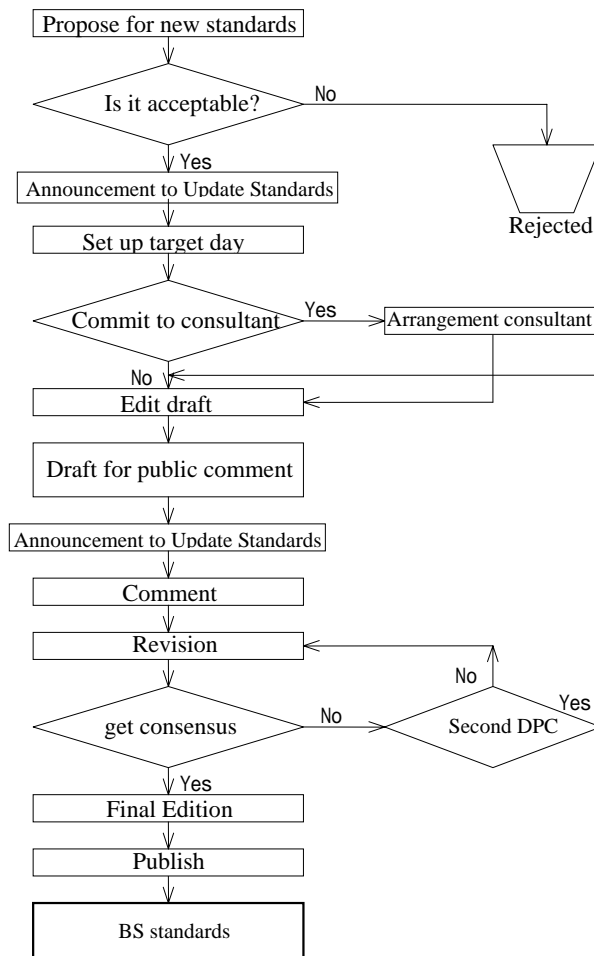 Propose for new standards
Is it acceptable?
No
Yes
Rejected
Announcement to Update Standards
Set up target day
Commit to consultant
Yes
Arrangement consultant
No
Edit draft
Draft for public comment
Announcement to Update Standards
Comment
Revision
No
Yes
get consensus
No
Second DPC
Yes
Final Edition
Publish
BS standards